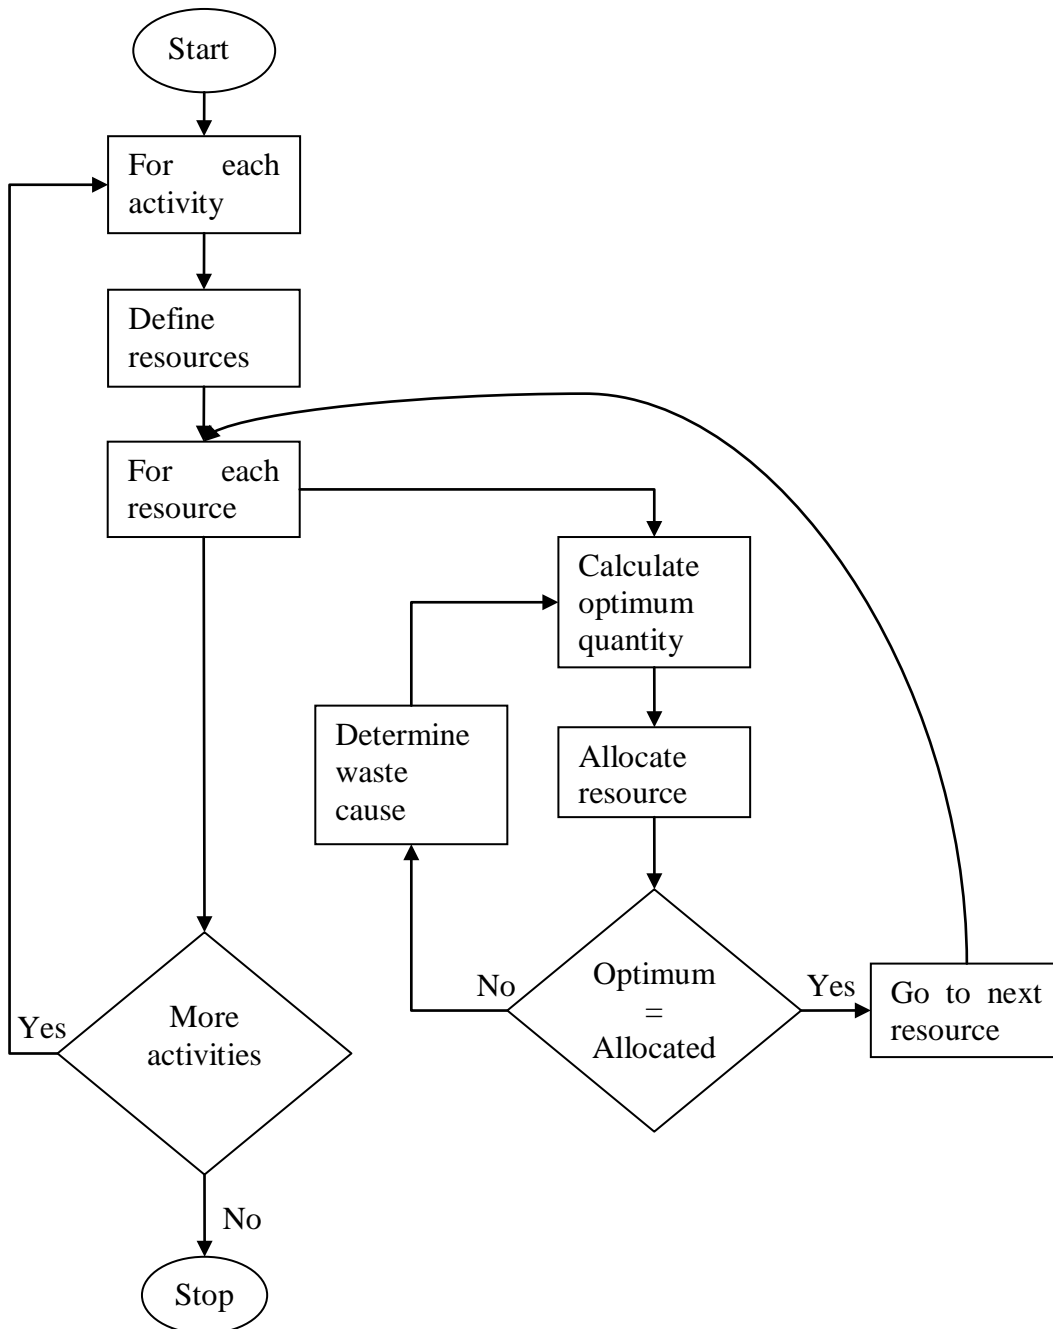 Start
For each
activity
Define
resources
For each
resource
Calculate
optimum
quantity
Determine
waste
cause
Allocate
resource
No
Optimum
=
Allocated
Yes
Go to next
resource
Yes
More
activities
No
Stop